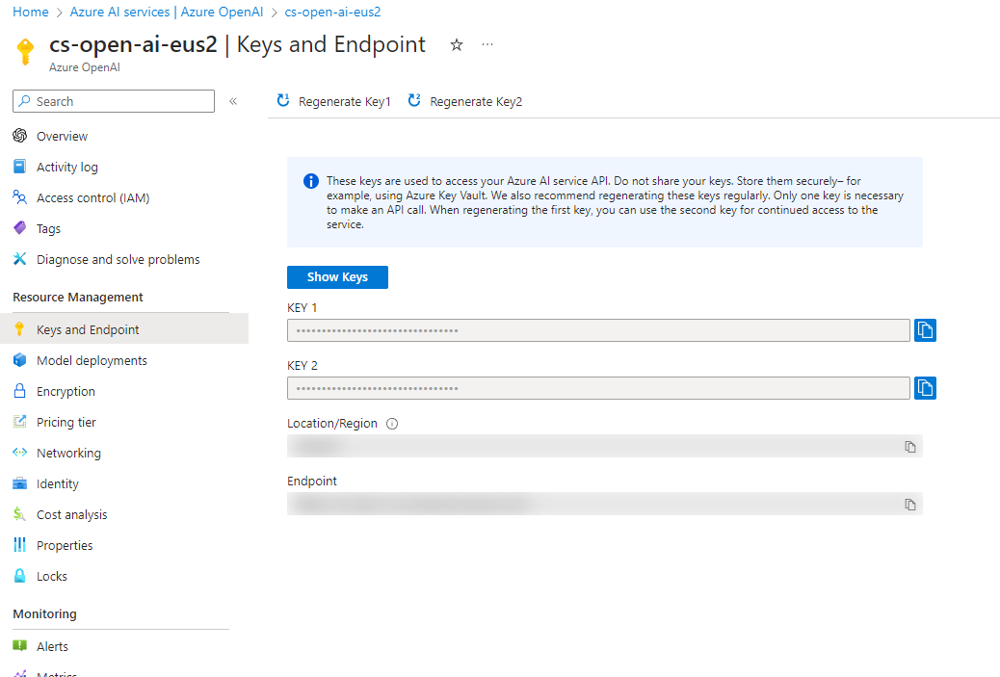 Home > Azure AI services | Azure OpenAI > cs-open-ai-eus2
cs-open-ai-eus2 | Keys and Endpoint
Azure OpenAI
Search
«
Regenerate Key1
Regenerate Key2
Overview
Activity log
Access control (IAM)
Tags
Diagnose and solve problems
Resource Management
Keys and Endpoint
Model deployments
Encryption
Pricing tier
Networking
Identity
Cost analysis
Properties
Locks
Monitoring
Alerts
Metrics
These keys are used to access your Azure AI service API. Do not share your keys. Store them securely– for
example, using Azure Key Vault. We also recommend regenerating these keys regularly. Only one key is necessary
to make an API call. When regenerating the first key, you can use the second key for continued access to the
service.
Show Keys
KEY 1
KEY 2
Location/Region
Endpoint